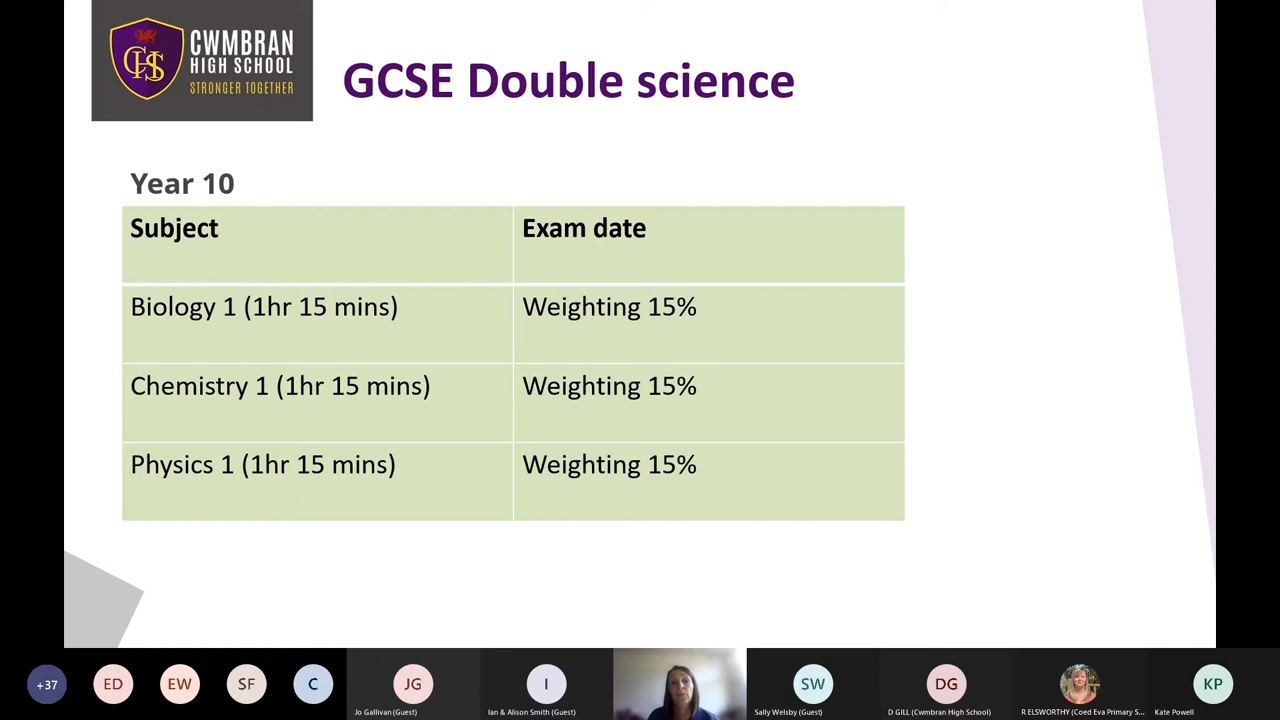 CWMBRAN
HIGH SCHOOL
STRONGER TOGETHER
CHS
GCSE Double science
Year 10
Subject Exam date
Biology 1 (1hr 15 mins) Weighting 15%
Chemistry 1 (1hr 15 mins) Weighting 15%
Physics 1 (1hr 15 mins) Weighting 15%
+37 ED EW SF C JG I SW DG KP
Jo Gallivan (Guest) Ian & Alison Smith (Guest) Sally Welsby (Guest) D GILL (Cwmbran High School) R ELSWORTHY (Coed Eva Primary S... Kate Powell